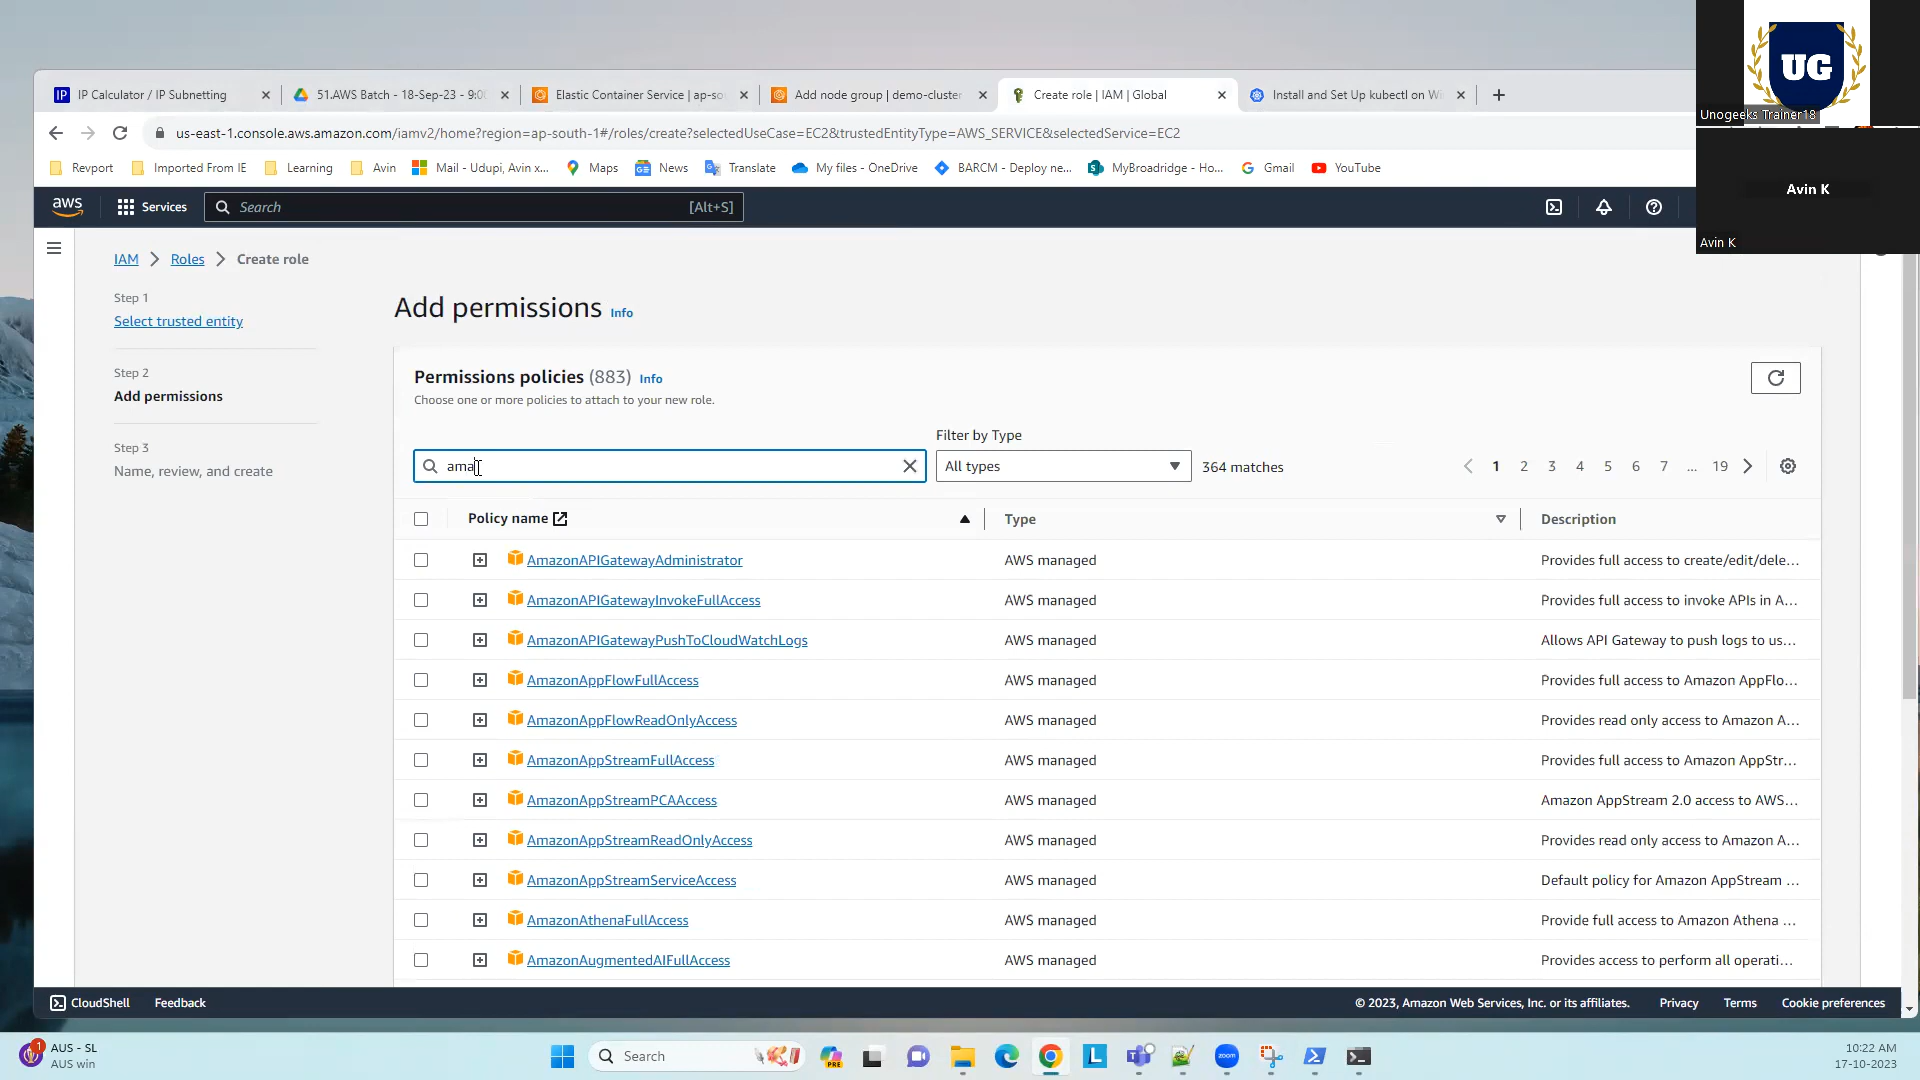 UG
Unogeeks Trainer18
Avin K
Avin K
IP Calculator / IP Subnetting
51.AWS Batch - 18-Sep-23 - 9:0
Elastic Container Service | ap-so
Add node group | demo-cluster
Create role | IAM | Global
Install and Set Up kubectl on Wi
us-east-1.console.aws.amazon.com/iamv2/home?region=ap-south-1#/roles/create?selectedUseCase=EC2&trustedEntityType=AWS_SERVICE&selectedService=EC2
Revport
Imported From IE
Learning
Avin
Mail - Udupi, Avin x...
Maps
News
Translate
My files - OneDrive
BARCM - Deploy ne...
MyBroadridge - Ho...
Gmail
YouTube
aws
Services
Search
[Alt+S]
IAM
Roles
Create role
Step 1
Select trusted entity
Step 2
Add permissions
Step 3
Name, review, and create
Add permissions Info
Permissions policies (883) Info
Choose one or more policies to attach to your new role.
Filter by Type
ama
All types
364 matches
1 2 3 4 5 6 7 ... 19
Policy name
Type
Description
AmazonAPIGatewayAdministrator
AWS managed
Provides full access to create/edit/dele...
AmazonAPIGatewayInvokeFullAccess
AWS managed
Provides full access to invoke APIs in A...
AmazonAPIGatewayPushToCloudWatchLogs
AWS managed
Allows API Gateway to push logs to us...
AmazonAppFlowFullAccess
AWS managed
Provides full access to Amazon AppFlo...
AmazonAppFlowReadOnlyAccess
AWS managed
Provides read only access to Amazon A...
AmazonAppStreamFullAccess
AWS managed
Provides full access to Amazon AppStr...
AmazonAppStreamPCAAccess
AWS managed
Amazon AppStream 2.0 access to AWS...
AmazonAppStreamReadOnlyAccess
AWS managed
Provides read only access to Amazon A...
AmazonAppStreamServiceAccess
AWS managed
Default policy for Amazon AppStream ...
AmazonAthenaFullAccess
AWS managed
Provide full access to Amazon Athena ...
AmazonAugmentedAIFullAccess
AWS managed
Provides access to perform all operati...
CloudShell
Feedback
© 2023, Amazon Web Services, Inc. or its affiliates.
Privacy
Terms
Cookie preferences
1
AUS - SL
AUS win
Search
PRE
L
zoom
10:22 AM
17-10-2023